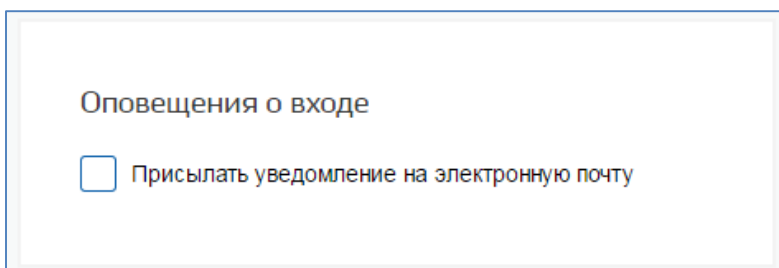 Оповещения о входе
Присылать уведомление на электронную почту